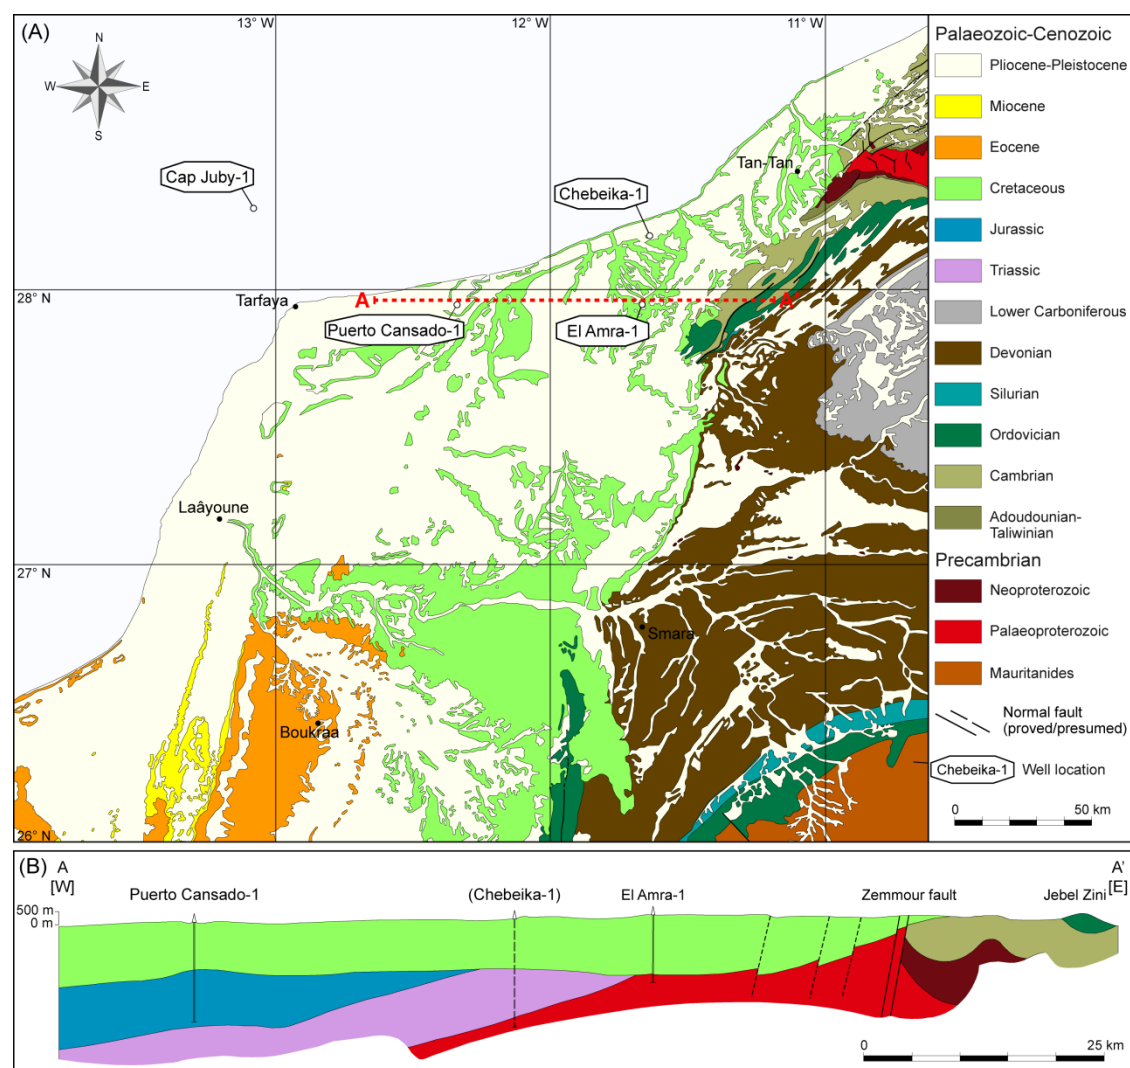 (A)
13° W
12° W
11° W
N
W
E
S
Cap Juby-1
Chebeika-1
Tan-Tan
28° N
Tarfaya
A
A'
Puerto Cansado-1
El Amra-1
Laâyoune
27° N
Smara
Boukraa
26° N
Palaeozoic-Cenozoic
Pliocene-Pleistocene
Miocene
Eocene
Cretaceous
Jurassic
Triassic
Lower Carboniferous
Devonian
Silurian
Ordovician
Cambrian
Adoudounian-
Taliwinian
Precambrian
Neoproterozoic
Palaeoproterozoic
Mauritanides
Normal fault
(proved/presumed)
Chebeika-1
Well location
0
50 km
(B)
A
[W]
A'
[E]
Puerto Cansado-1
(Chebeika-1)
El Amra-1
Zemmour fault
Jebel Zini
500 m
0 m
0
25 km